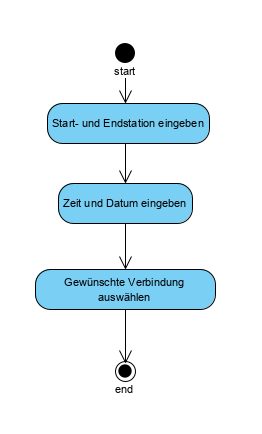 start
Start- und Endstation eingeben
Zeit und Datum eingeben
Gewünschte Verbindung
auswählen
end